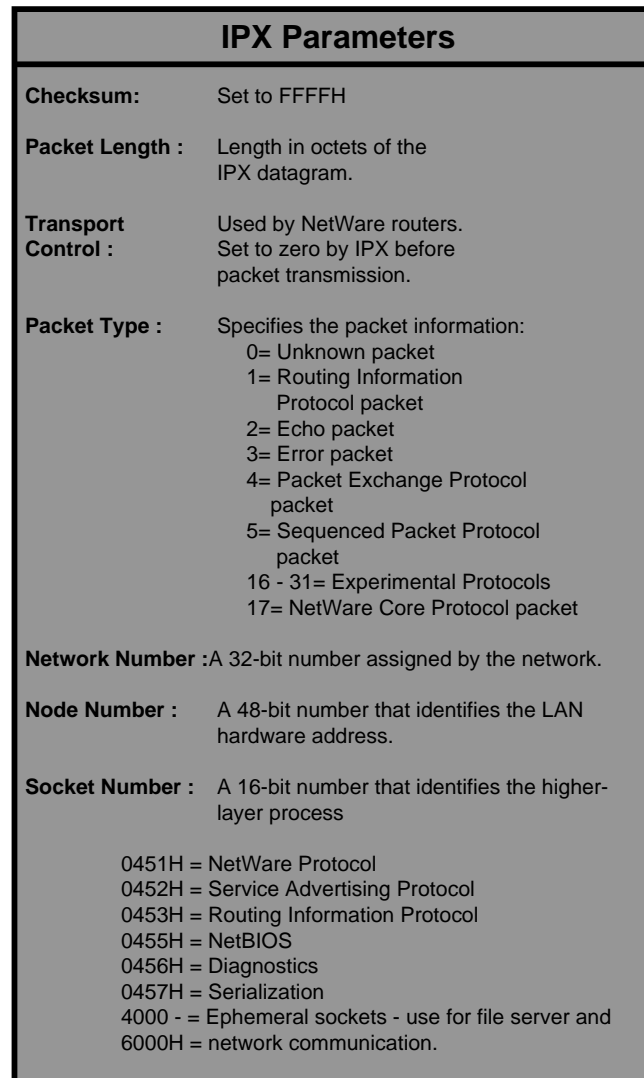 IPX Parameters
Checksum: Set to FFFFH
Packet Length : Length in octets of the
IPX datagram.
Transport Used by NetWare routers.
Control : Set to zero by IPX before
packet transmission.
Packet Type : Specifies the packet information:
0= Unknown packet
1= Routing Information
Protocol packet
2= Echo packet
3= Error packet
4= Packet Exchange Protocol
packet
5= Sequenced Packet Protocol
packet
16 - 31= Experimental Protocols
17= NetWare Core Protocol packet
Network Number :A 32-bit number assigned by the network.
Node Number : A 48-bit number that identifies the LAN
hardware address.
Socket Number : A 16-bit number that identifies the higher-
layer process
0451H = NetWare Protocol
0452H = Service Advertising Protocol
0453H = Routing Information Protocol
0455H = NetBIOS
0456H = Diagnostics
0457H = Serialization
4000 - = Ephemeral sockets - use for file server and
6000H = network communication.